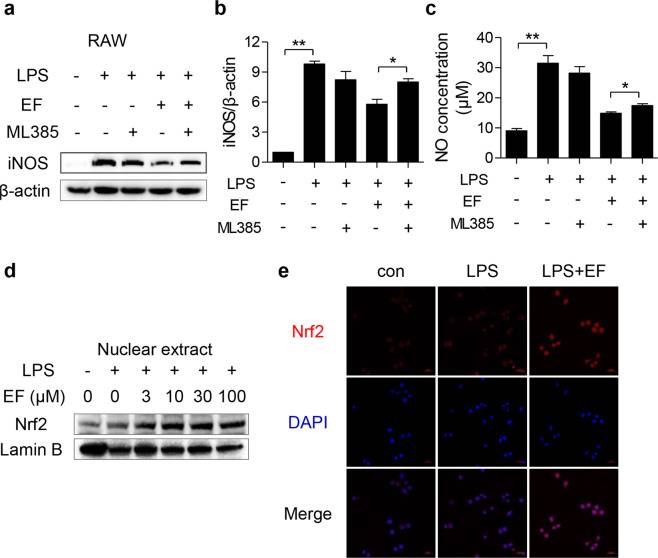 a
RAW
LPS - + + + +
EF - - - + +
ML385 - - + - +
iNOS
β-actin
b
iNOS/β-actin
12
9
6
3
0
**
*
LPS - + + + +
EF - - - + +
ML385 - - + - +
c
NO concentration
(μM)
40
30
20
10
0
**
*
LPS - + + + +
EF - - - + +
ML385 - - + - +
d
Nuclear extract
LPS - + + + + +
EF (μM) 0 0 3 10 30 100
Nrf2
Lamin B
e
con LPS LPS+EF
Nrf2
DAPI
Merge